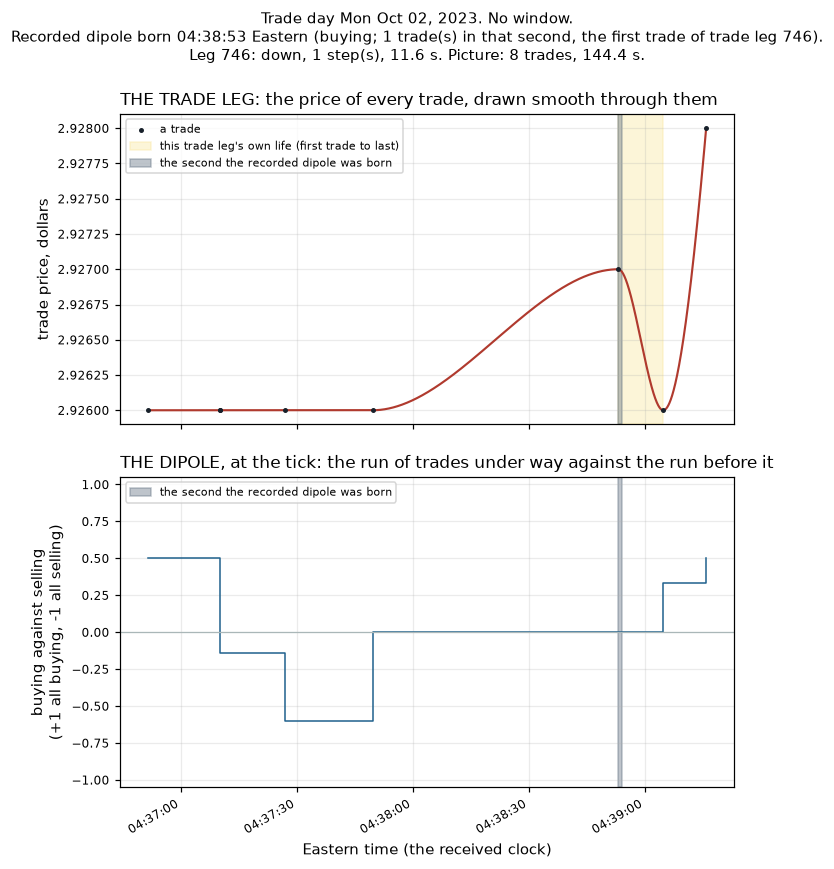 Trade day Mon Oct 02, 2023. No window.
Recorded dipole born 04:38:53 Eastern (buying; 1 trade(s) in that second, the first trade of trade leg 746).
Leg 746: down, 1 step(s), 11.6 s. Picture: 8 trades, 144.4 s.
THE TRADE LEG: the price of every trade, drawn smooth through them
a trade
this trade leg's own life (first trade to last)
the second the recorded dipole was born
trade price, dollars
2.92800
2.92775
2.92750
2.92725
2.92700
2.92675
2.92650
2.92625
2.92600
THE DIPOLE, at the tick: the run of trades under way against the run before it
the second the recorded dipole was born
buying against selling
(+1 all buying, -1 all selling)
1.00
0.75
0.50
0.25
0.00
−0.25
−0.50
−0.75
−1.00
04:37:00
04:37:30
04:38:00
04:38:30
04:39:00
Eastern time (the received clock)